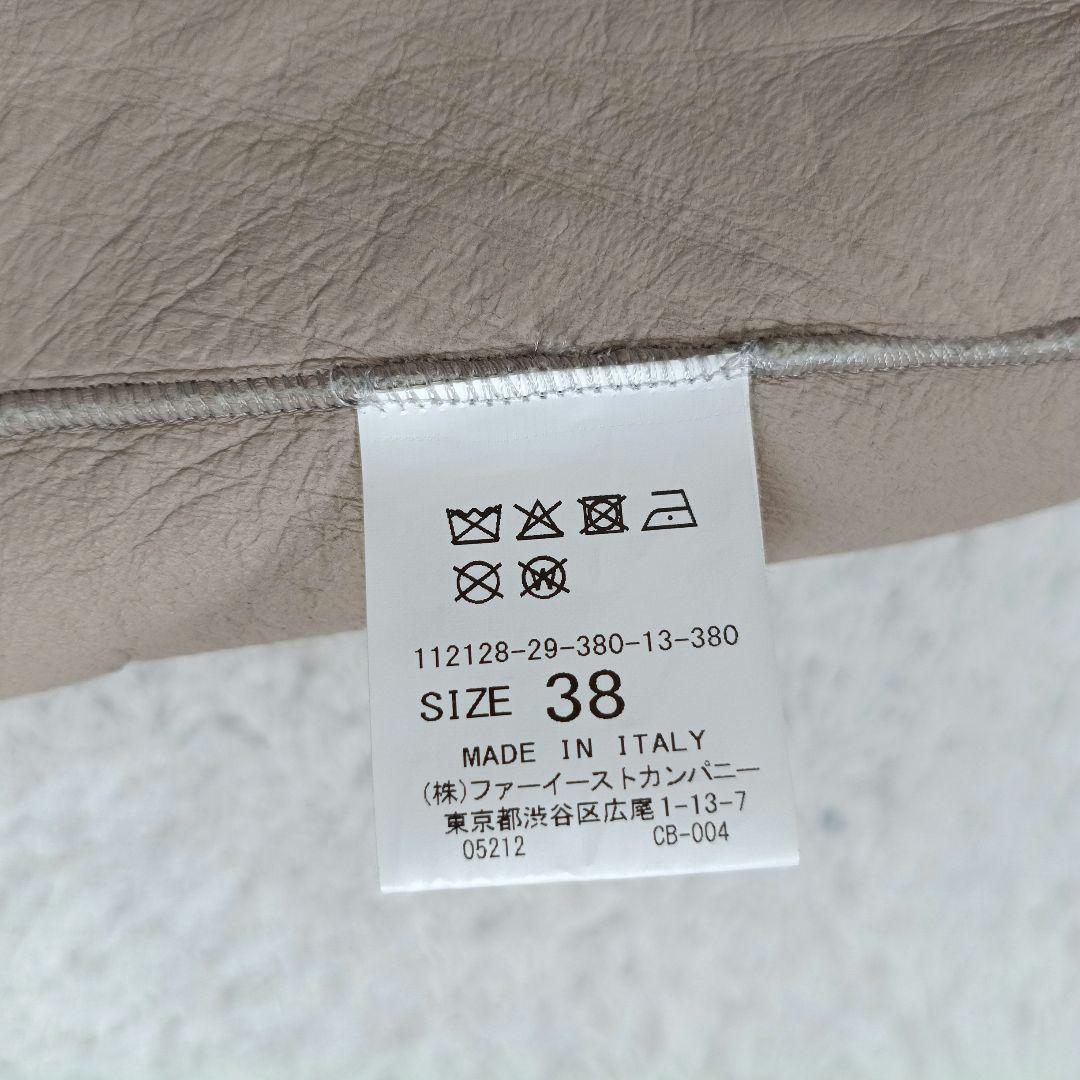 W
112128-29-380-13-380
SIZE 38
MADE IN ITALY
(株)ファーイーストカンパニー
東京都渋谷区広尾1-13-7
05212 CB-004